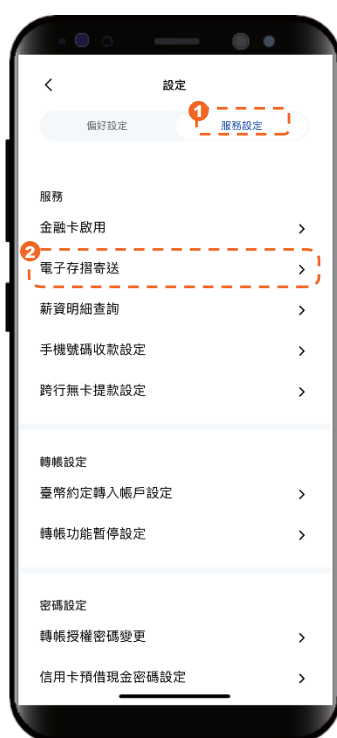 設定
1
偏好設定
服務設定
服務
金融卡啟用
2
電子存摺寄送
薪資明細查詢
手機號碼收款設定
跨行無卡提款設定
轉帳設定
臺幣約定轉入帳戶設定
轉帳功能暫停設定
密碼設定
轉帳授權密碼變更
信用卡預借現金密碼設定